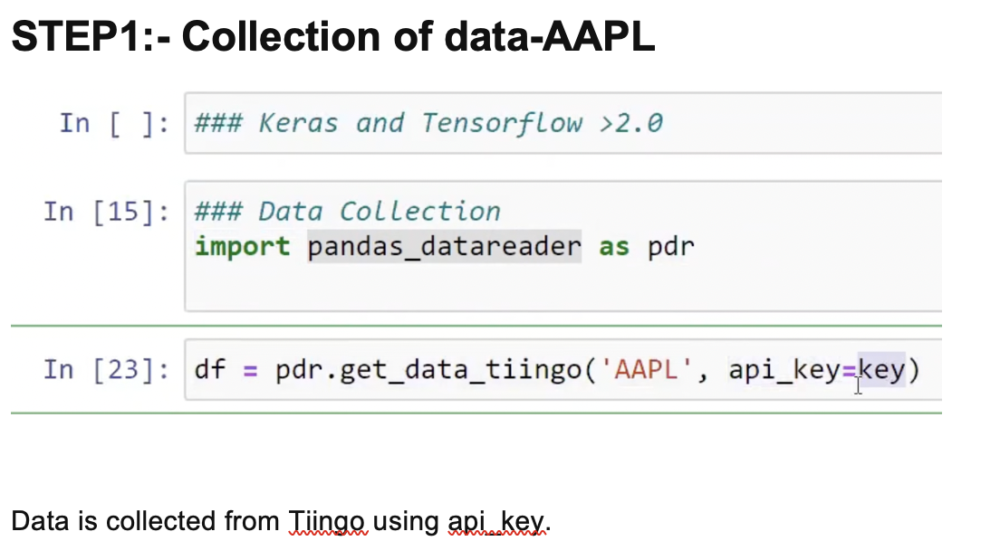 STEP1:- Collection of data-AAPL
In [ ]: ### Keras and Tensorflow >2.0
In [15]: ### Data Collection
import pandas_datareader as pdr
In [23]: df = pdr.get_data_tiingo('AAPL', api_key=key)
Data is collected from Tiingo using api_key.